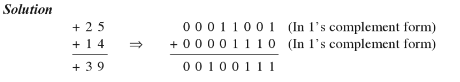 Solution
+ 2 5 0 0 0 1 1 0 0 1 (In 1's complement form)
+ 1 4 ⇒ + 0 0 0 0 1 1 1 0 (In 1's complement form)
+ 3 9 0 0 1 0 0 1 1 1